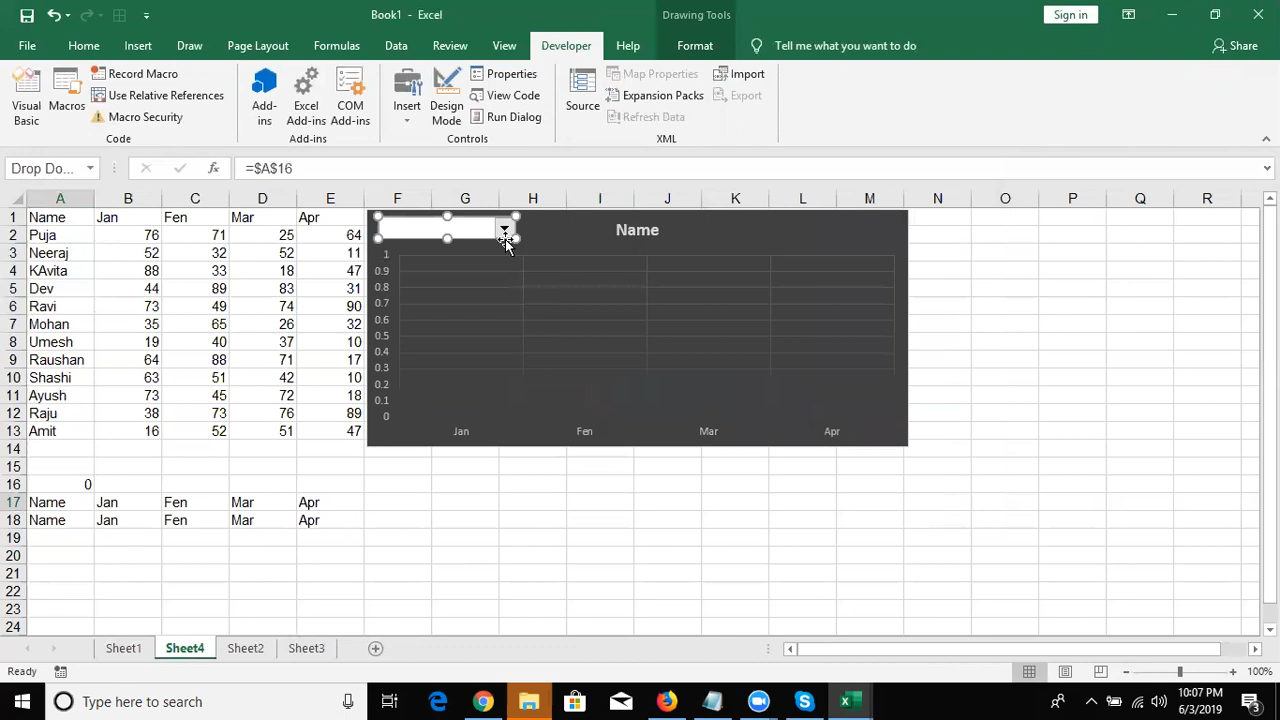 Book1 - Excel
Drawing Tools
Sign in
File
Home
Insert
Draw
Page Layout
Formulas
Data
Review
View
Developer
Help
Format
Tell me what you want to do
Share
Visual Basic
Macros
Record Macro
Use Relative References
Macro Security
Code
Add-ins
Excel Add-ins
COM Add-ins
Add-ins
Insert
Design Mode
Properties
View Code
Run Dialog
Controls
Source
Map Properties
Expansion Packs
Refresh Data
Import
Export
XML
Drop Do...
=$A$16
A B C D E F G H I J K L M N O P Q R
1 Name Jan Fen Mar Apr
2 Puja 76 71 25 64
3 Neeraj 52 32 52 11
4 KAvita 88 33 18 47
5 Dev 44 89 83 31
6 Ravi 73 49 74 90
7 Mohan 35 65 26 32
8 Umesh 19 40 37 10
9 Raushan 64 88 71 17
10 Shashi 63 51 42 10
11 Ayush 73 45 72 18
12 Raju 38 73 76 89
13 Amit 16 52 51 47
14
15
16 0
17 Name Jan Fen Mar Apr
18 Name Jan Fen Mar Apr
19
20
21
22
23
24
Name
1
0.9
0.8
0.7
0.6
0.5
0.4
0.3
0.2
0.1
0
Jan Fen Mar Apr
Sheet1 Sheet4 Sheet2 Sheet3
Ready
100%
Type here to search
10:07 PM
6/3/2019
3